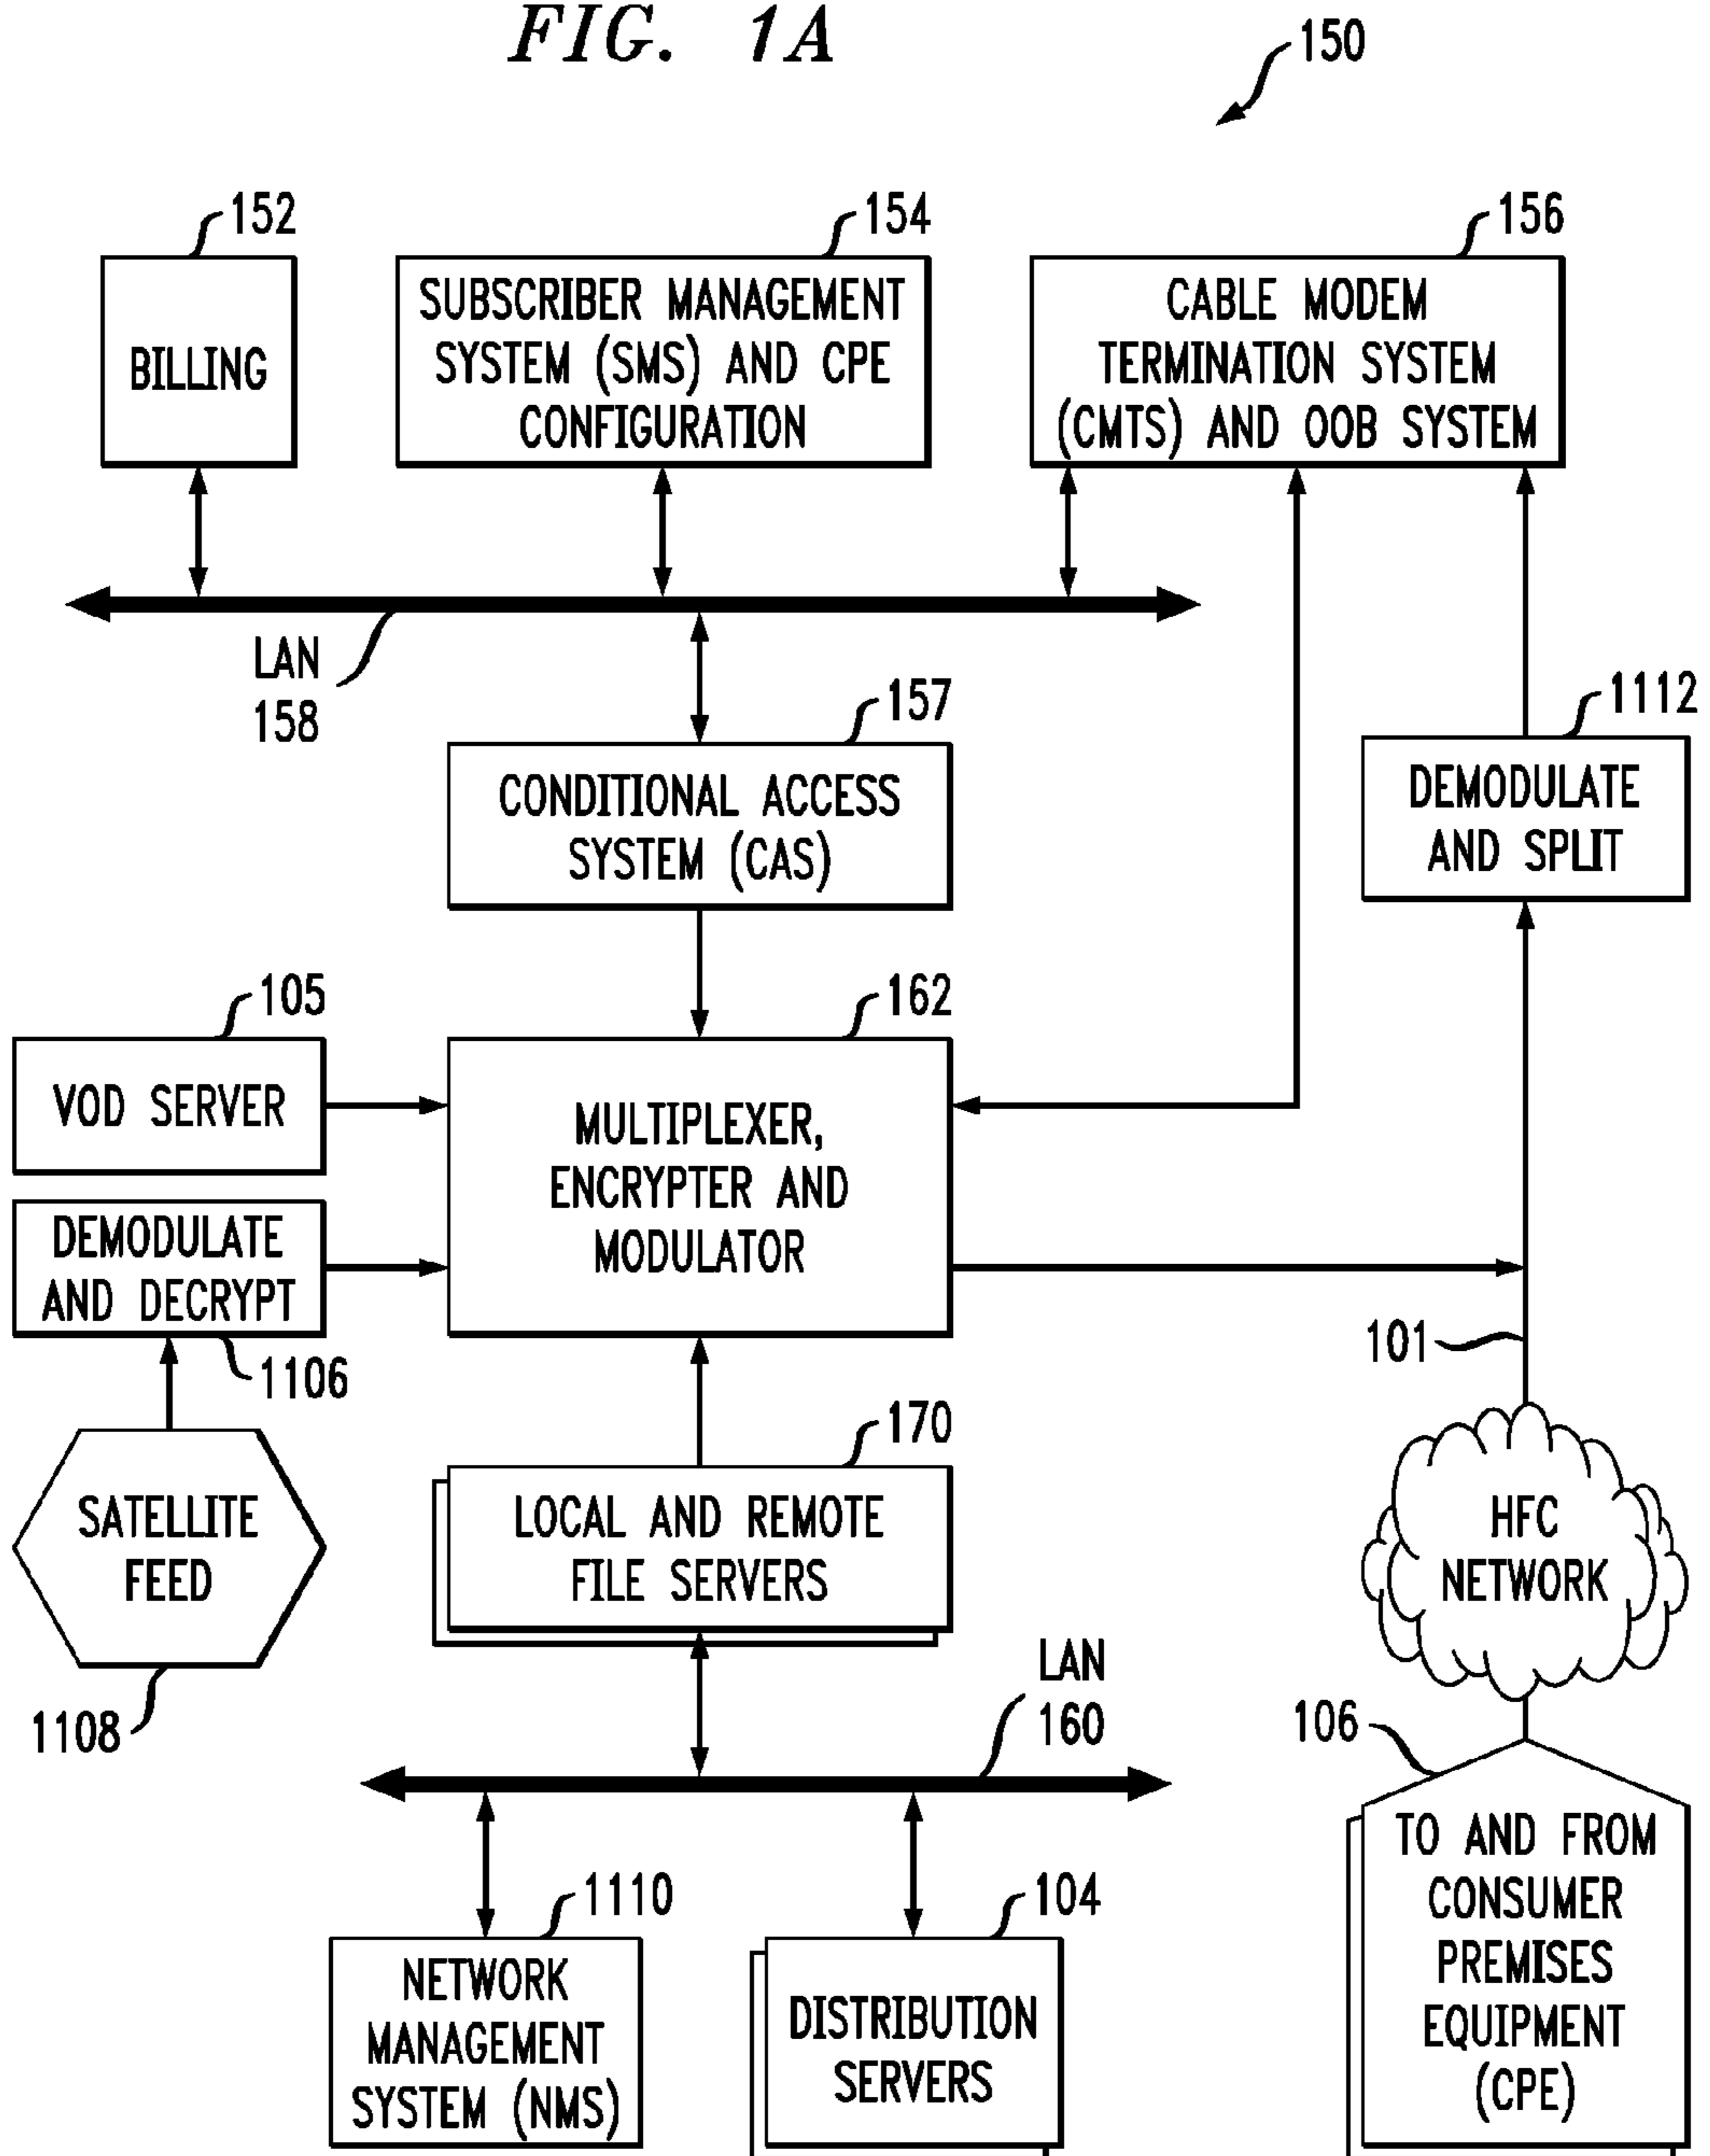 FIG. 1A
150
152
154
156
BILLING
SUBSCRIBER MANAGEMENT
SYSTEM (SMS) AND CPE
CONFIGURATION
CABLE MODEM
TERMINATION SYSTEM
(CMTS) AND OOB SYSTEM
LAN
158
157
1112
CONDITIONAL ACCESS
SYSTEM (CAS)
DEMODULATE
AND SPLIT
105
162
VOD SERVER
MULTIPLEXER,
ENCRYPTER AND
MODULATOR
DEMODULATE
AND DECRYPT
1106
101
170
SATELLITE
FEED
LOCAL AND REMOTE
FILE SERVERS
HFC
NETWORK
1108
LAN
160
106
1110
104
NETWORK
MANAGEMENT
SYSTEM (NMS)
DISTRIBUTION
SERVERS
TO AND FROM
CONSUMER
PREMISES
EQUIPMENT
(CPE)